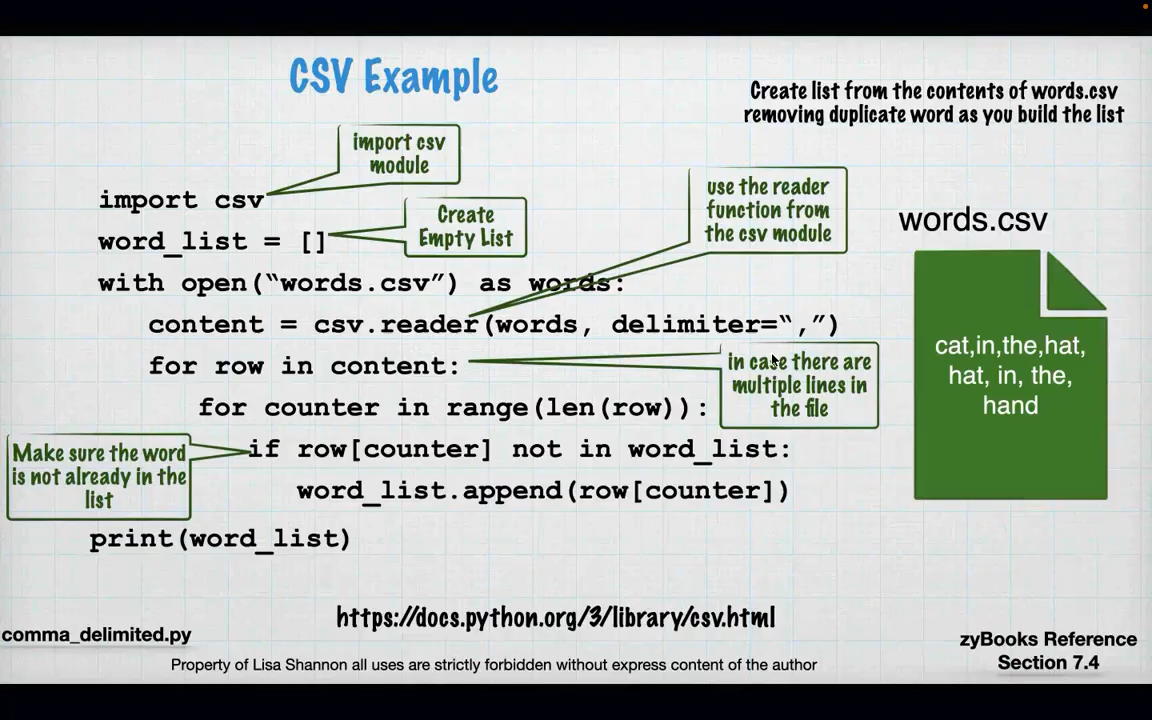 CSV Example
Create list from the contents of words.csv
removing duplicate word as you build the list
import csv
module
import csv
Create
Empty List
word_list = []
use the reader
function from
the csv module
words.csv
with open(“words.csv”) as words:
content = csv.reader(words, delimiter=“,”)
for row in content:
in case there are
multiple lines in
the file
cat,in,the,hat,
hat, in, the,
hand
for counter in range(len(row)):
Make sure the word
is not already in the
list
if row[counter] not in word_list:
word_list.append(row[counter])
print(word_list)
https://docs.python.org/3/library/csv.html
comma_delimited.py
zyBooks Reference
Section 7.4
Property of Lisa Shannon all uses are strictly forbidden without express content of the author